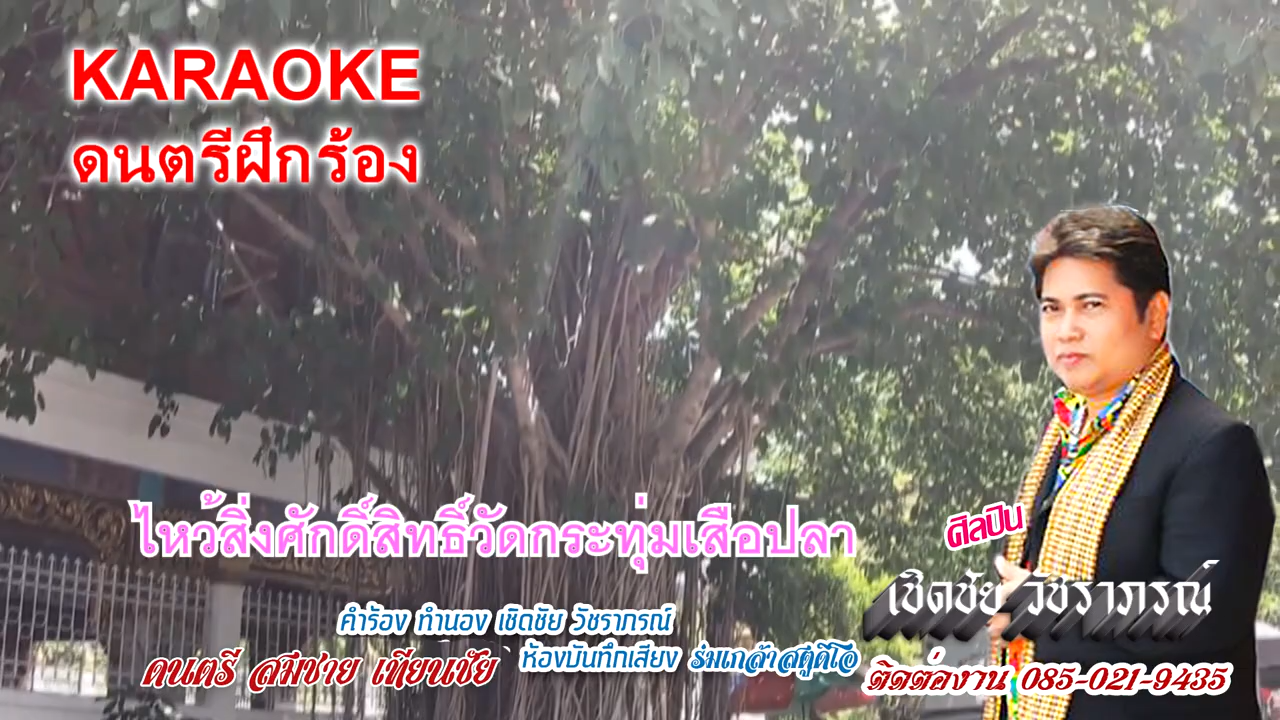 KARAOKE
ดนตรีฝึกร้อง
ไหว้สิ่งศักดิ์สิทธิ์วัดกระทุ่มเสือปลา
ศิลปิน
เชิดชัย วัชราภรณ์
คำร้อง ทำนอง เชิดชัย วัชราภรณ์
ดนตรี สมชาย เทียนชัย
ห้องบันทึกเสียง ร่มเกล้าสตูดิโอ
ติดต่องาน 085-021-9435